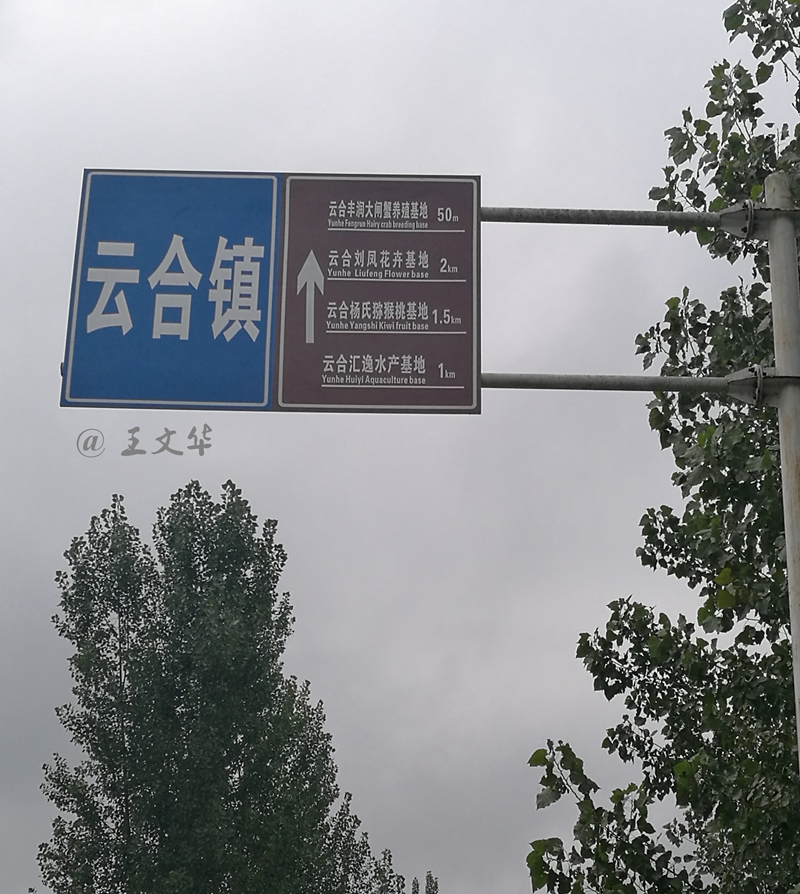 云合镇
云合丰润大闸蟹养殖基地 50m
Yunhe Fengrun Hairy crab breeding base
云合刘凤花卉基地 2km
Yunhe Liufeng Flower base
云合杨氏猕猴桃基地 1.5km
Yunhe Yangshi Kiwi fruit base
云合汇逸水产基地 1km
Yunhe Huiyi Aquaculture base
@ 王文华